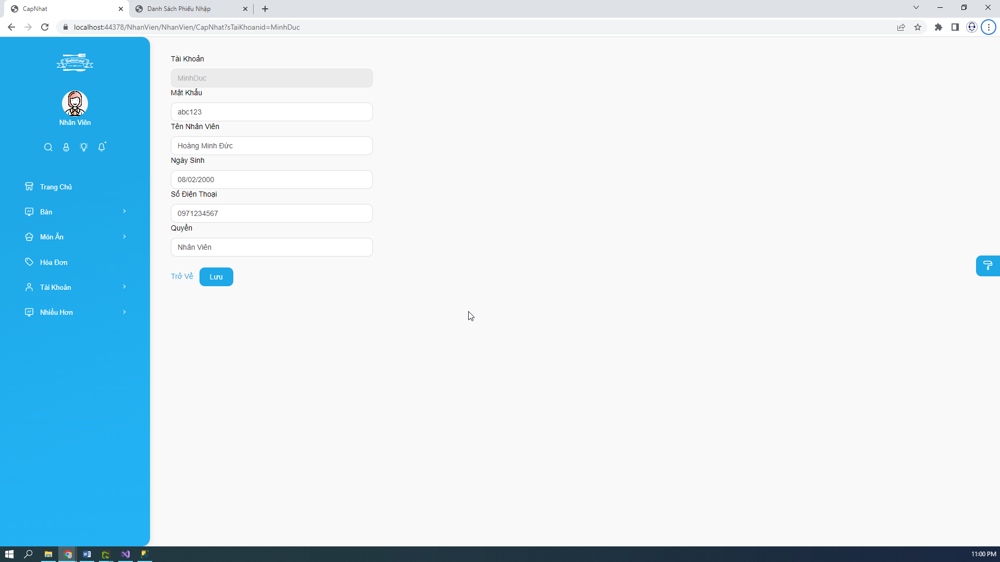 CapNhat
Danh Sách Phiếu Nhập
localhost:44378/NhanVien/NhanVien/CapNhat?sTaiKhoanid=MinhDuc
Restaurant
Nhân Viên
Trang Chủ
Bàn
Món Ăn
Hóa Đơn
Tài Khoản
Nhiều Hơn
Tài Khoản
MinhDuc
Mật Khẩu
abc123
Tên Nhân Viên
Hoàng Minh Đức
Ngày Sinh
08/02/2000
Số Điện Thoại
0971234567
Quyền
Nhân Viên
Trở Về
Lưu
11:00 PM